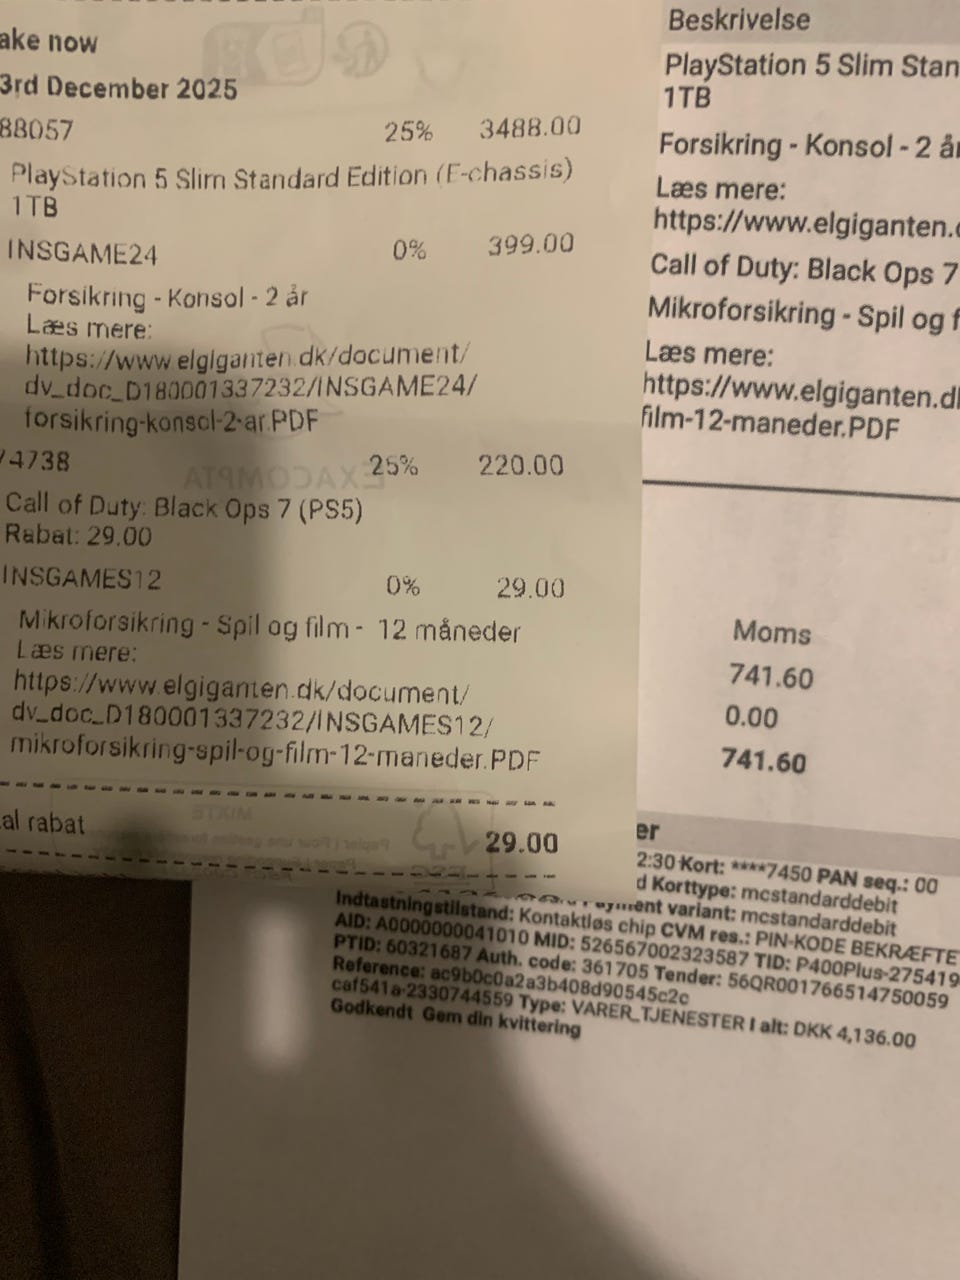 ake now
3rd December 2025
88057 25% 3488.00
PlayStation 5 Slim Standard Edition (E-chassis)
1TB
INSGAME24 0% 399.00
Forsikring - Konsol - 2 år
Læs mere:
https://www.elgiganten.dk/document/
dv_doc_D180001337232/INSGAME24/
forsikring-konsol-2-ar.PDF
74738 25% 220.00
Call of Duty: Black Ops 7 (PS5)
Rabat: 29.00
INSGAMES12 0% 29.00
Mikroforsikring - Spil og film - 12 måneder
Læs mere:
https://www.elgiganten.dk/document/
dv_doc_D180001337232/INSGAMES12/
mikroforsikring-spil-og-film-12-maneder.PDF
al rabat 29.00
EXACOMPTA
MIXTE
Beskrivelse
PlayStation 5 Slim Stan
1TB
Forsikring - Konsol - 2 år
Læs mere:
https://www.elgiganten.
Call of Duty: Black Ops 7
Mikroforsikring - Spil og f
Læs mere:
https://www.elgiganten.d
film-12-maneder.PDF
Moms
741.60
0.00
741.60
er
2:30 Kort: ****7450 PAN seq.: 00
d Korttype: mcstandarddebit
Payment variant: mcstandarddebit
Indtastningstilstand: Kontaktløs chip CVM res.: PIN-KODE BEKRÆFTE
AID: A0000000041010 MID: 526567002323587 TID: P400Plus-275419
PTID: 60321687 Auth. code: 361705 Tender: 56QR001766514750059
Reference: ac9b0c0a2a3b408d90545c2c
caf541a-2330744559 Type: VARER_TJENESTER I alt: DKK 4,136.00
Godkendt Gem din kvittering